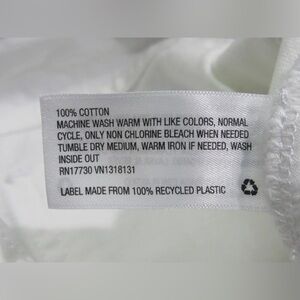 100% COTTON
MACHINE WASH WARM WITH LIKE COLORS, NORMAL
CYCLE, ONLY NON CHLORINE BLEACH WHEN NEEDED
TUMBLE DRY MEDIUM, WARM IRON IF NEEDED, WASH
INSIDE OUT
RN17730 VN1318131
LABEL MADE FROM 100% RECYCLED PLASTIC